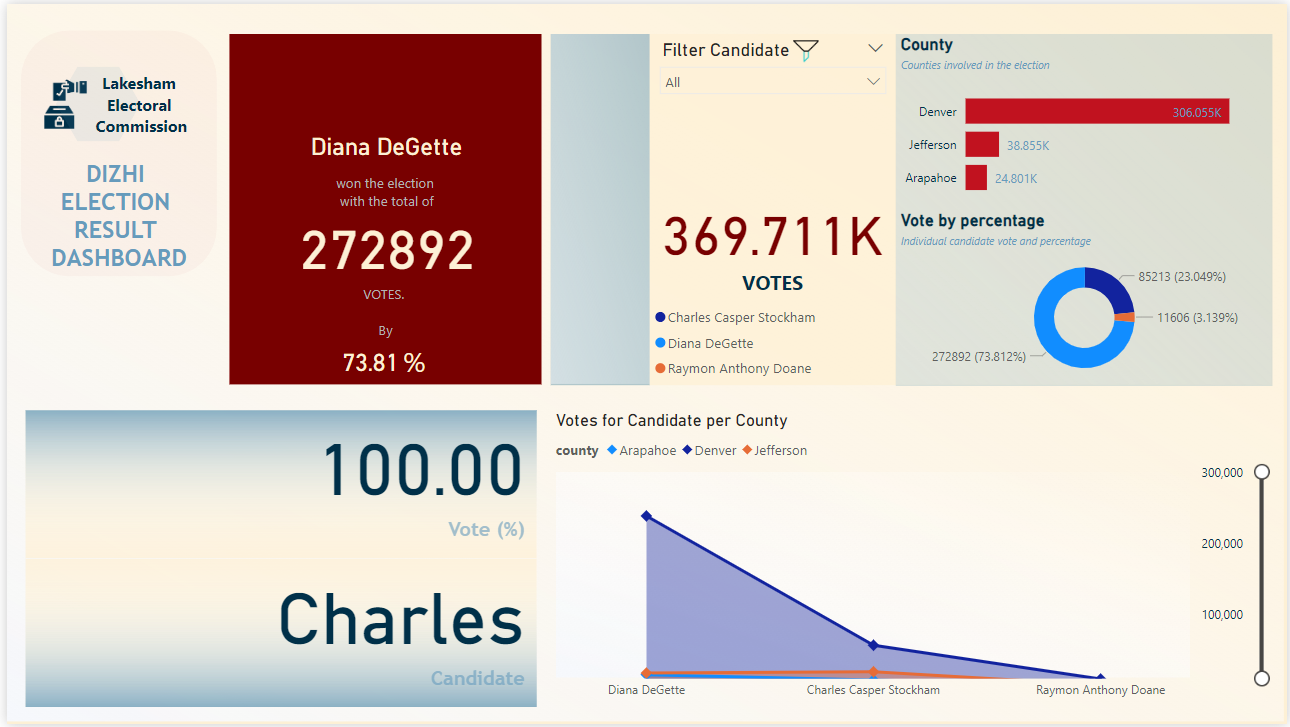 Lakesham
Electoral
Commission
DIZHI
ELECTION
RESULT
DASHBOARD
Diana DeGette
won the election
with the total of
272892
VOTES.
By
73.81 %
Filter Candidate
All
369.711K
VOTES
Charles Casper Stockham
Diana DeGette
Raymon Anthony Doane
County
Counties involved in the election
Denver 306.055K
Jefferson 38.855K
Arapahoe 24.801K
Vote by percentage
Individual candidate vote and percentage
85213 (23.049%)
11606 (3.139%)
272892 (73.812%)
100.00
Vote (%)
Charles
Candidate
Votes for Candidate per County
county Arapahoe Denver Jefferson
300,000
200,000
100,000
Diana DeGette Charles Casper Stockham Raymon Anthony Doane